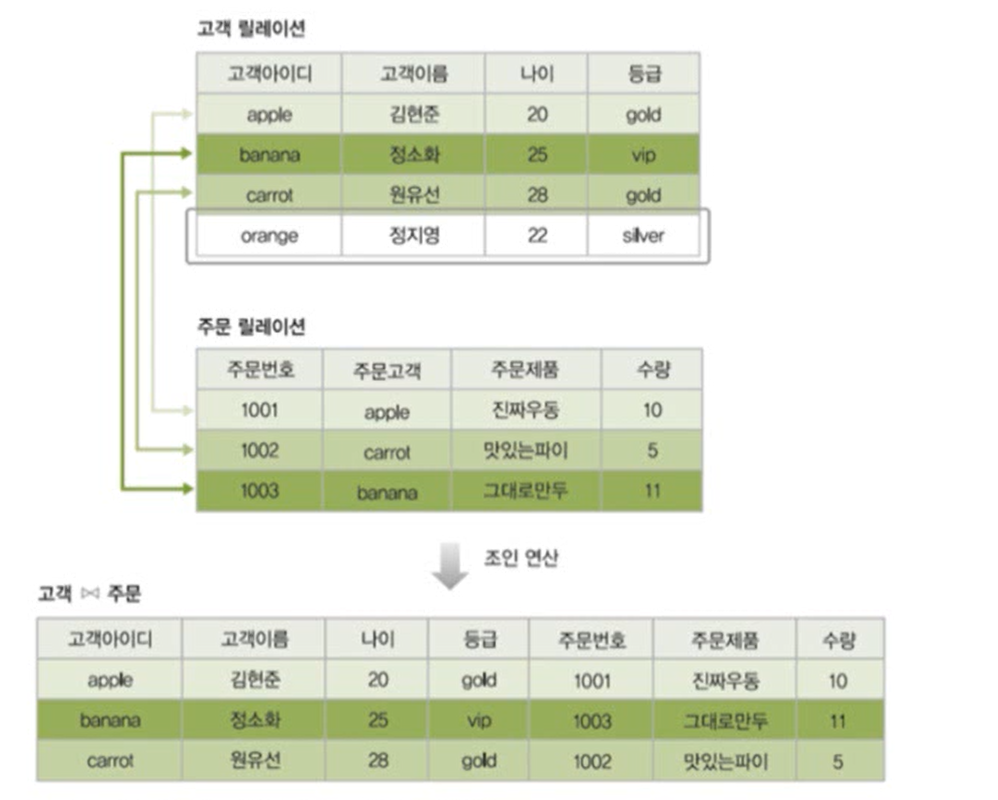 고객 릴레이션
고객아이디 고객이름 나이 등급
apple 김현준 20 gold
banana 정소화 25 vip
carrot 원유선 28 gold
orange 정지영 22 silver
주문 릴레이션
주문번호 주문고객 주문제품 수량
1001 apple 진짜우동 10
1002 carrot 맛있는파이 5
1003 banana 그대로만두 11
조인 연산
고객 ⋈ 주문
고객아이디 고객이름 나이 등급 주문번호 주문제품 수량
apple 김현준 20 gold 1001 진짜우동 10
banana 정소화 25 vip 1003 그대로만두 11
carrot 원유선 28 gold 1002 맛있는파이 5